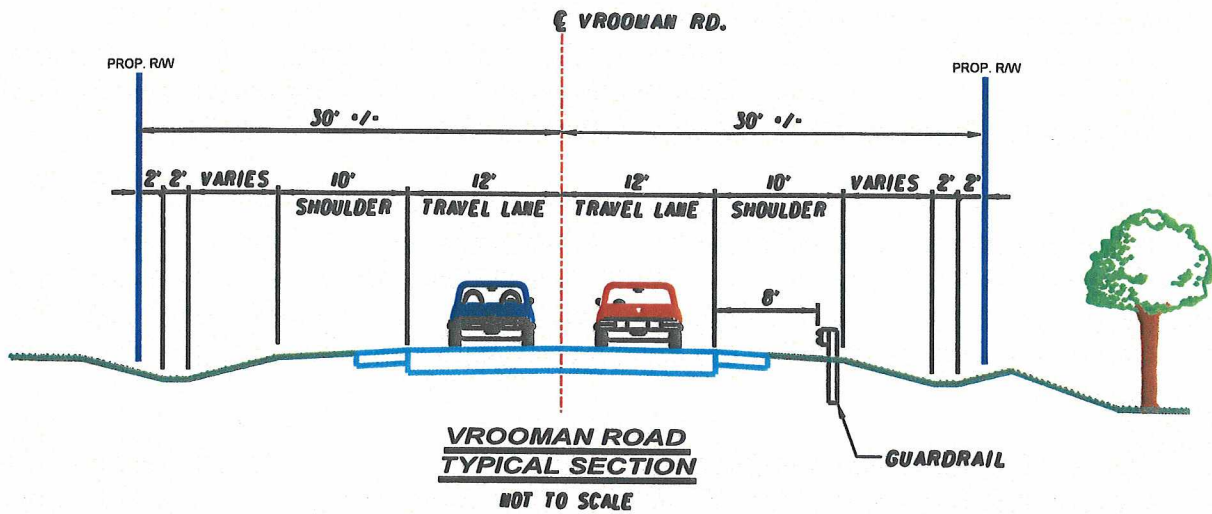 ℄ VROOMAN RD.
PROP. R/W
PROP. R/W
30' +/-
30' +/-
2' 2' VARIES 10' 12' 12' 10' VARIES 2' 2'
SHOULDER TRAVEL LANE TRAVEL LANE SHOULDER
8'
VROOMAN ROAD
TYPICAL SECTION
NOT TO SCALE
GUARDRAIL